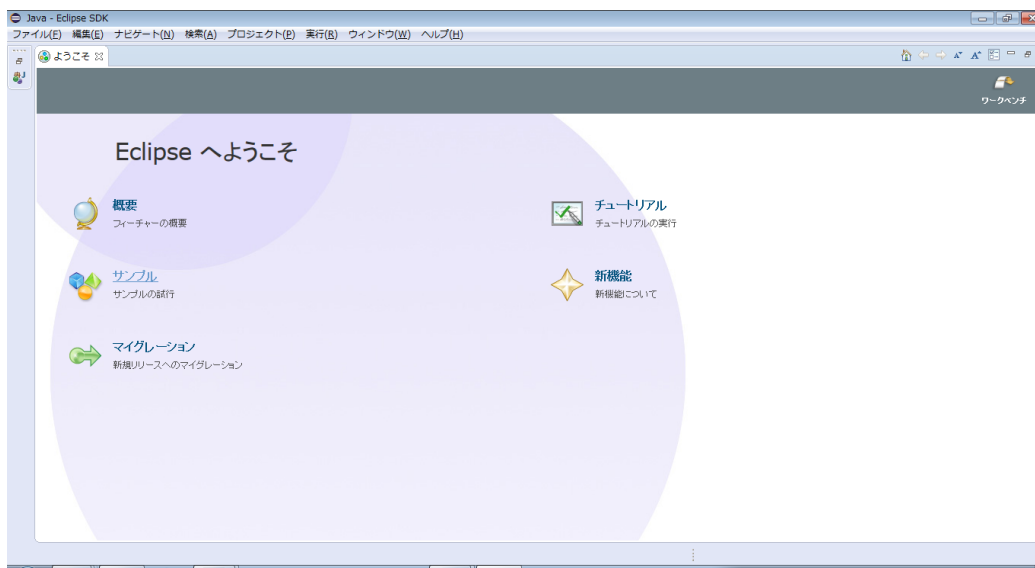 Java - Eclipse SDK
ファイル(F) 編集(E) ナビゲート(N) 検索(A) プロジェクト(P) 実行(R) ウィンドウ(W) ヘルプ(H)
ようこそ
ワークベンチ
Eclipse へようこそ
概要
フィーチャーの概要
チュートリアル
チュートリアルの実行
サンプル
サンプルの試行
新機能
新機能について
マイグレーション
新規リリースへのマイグレーション